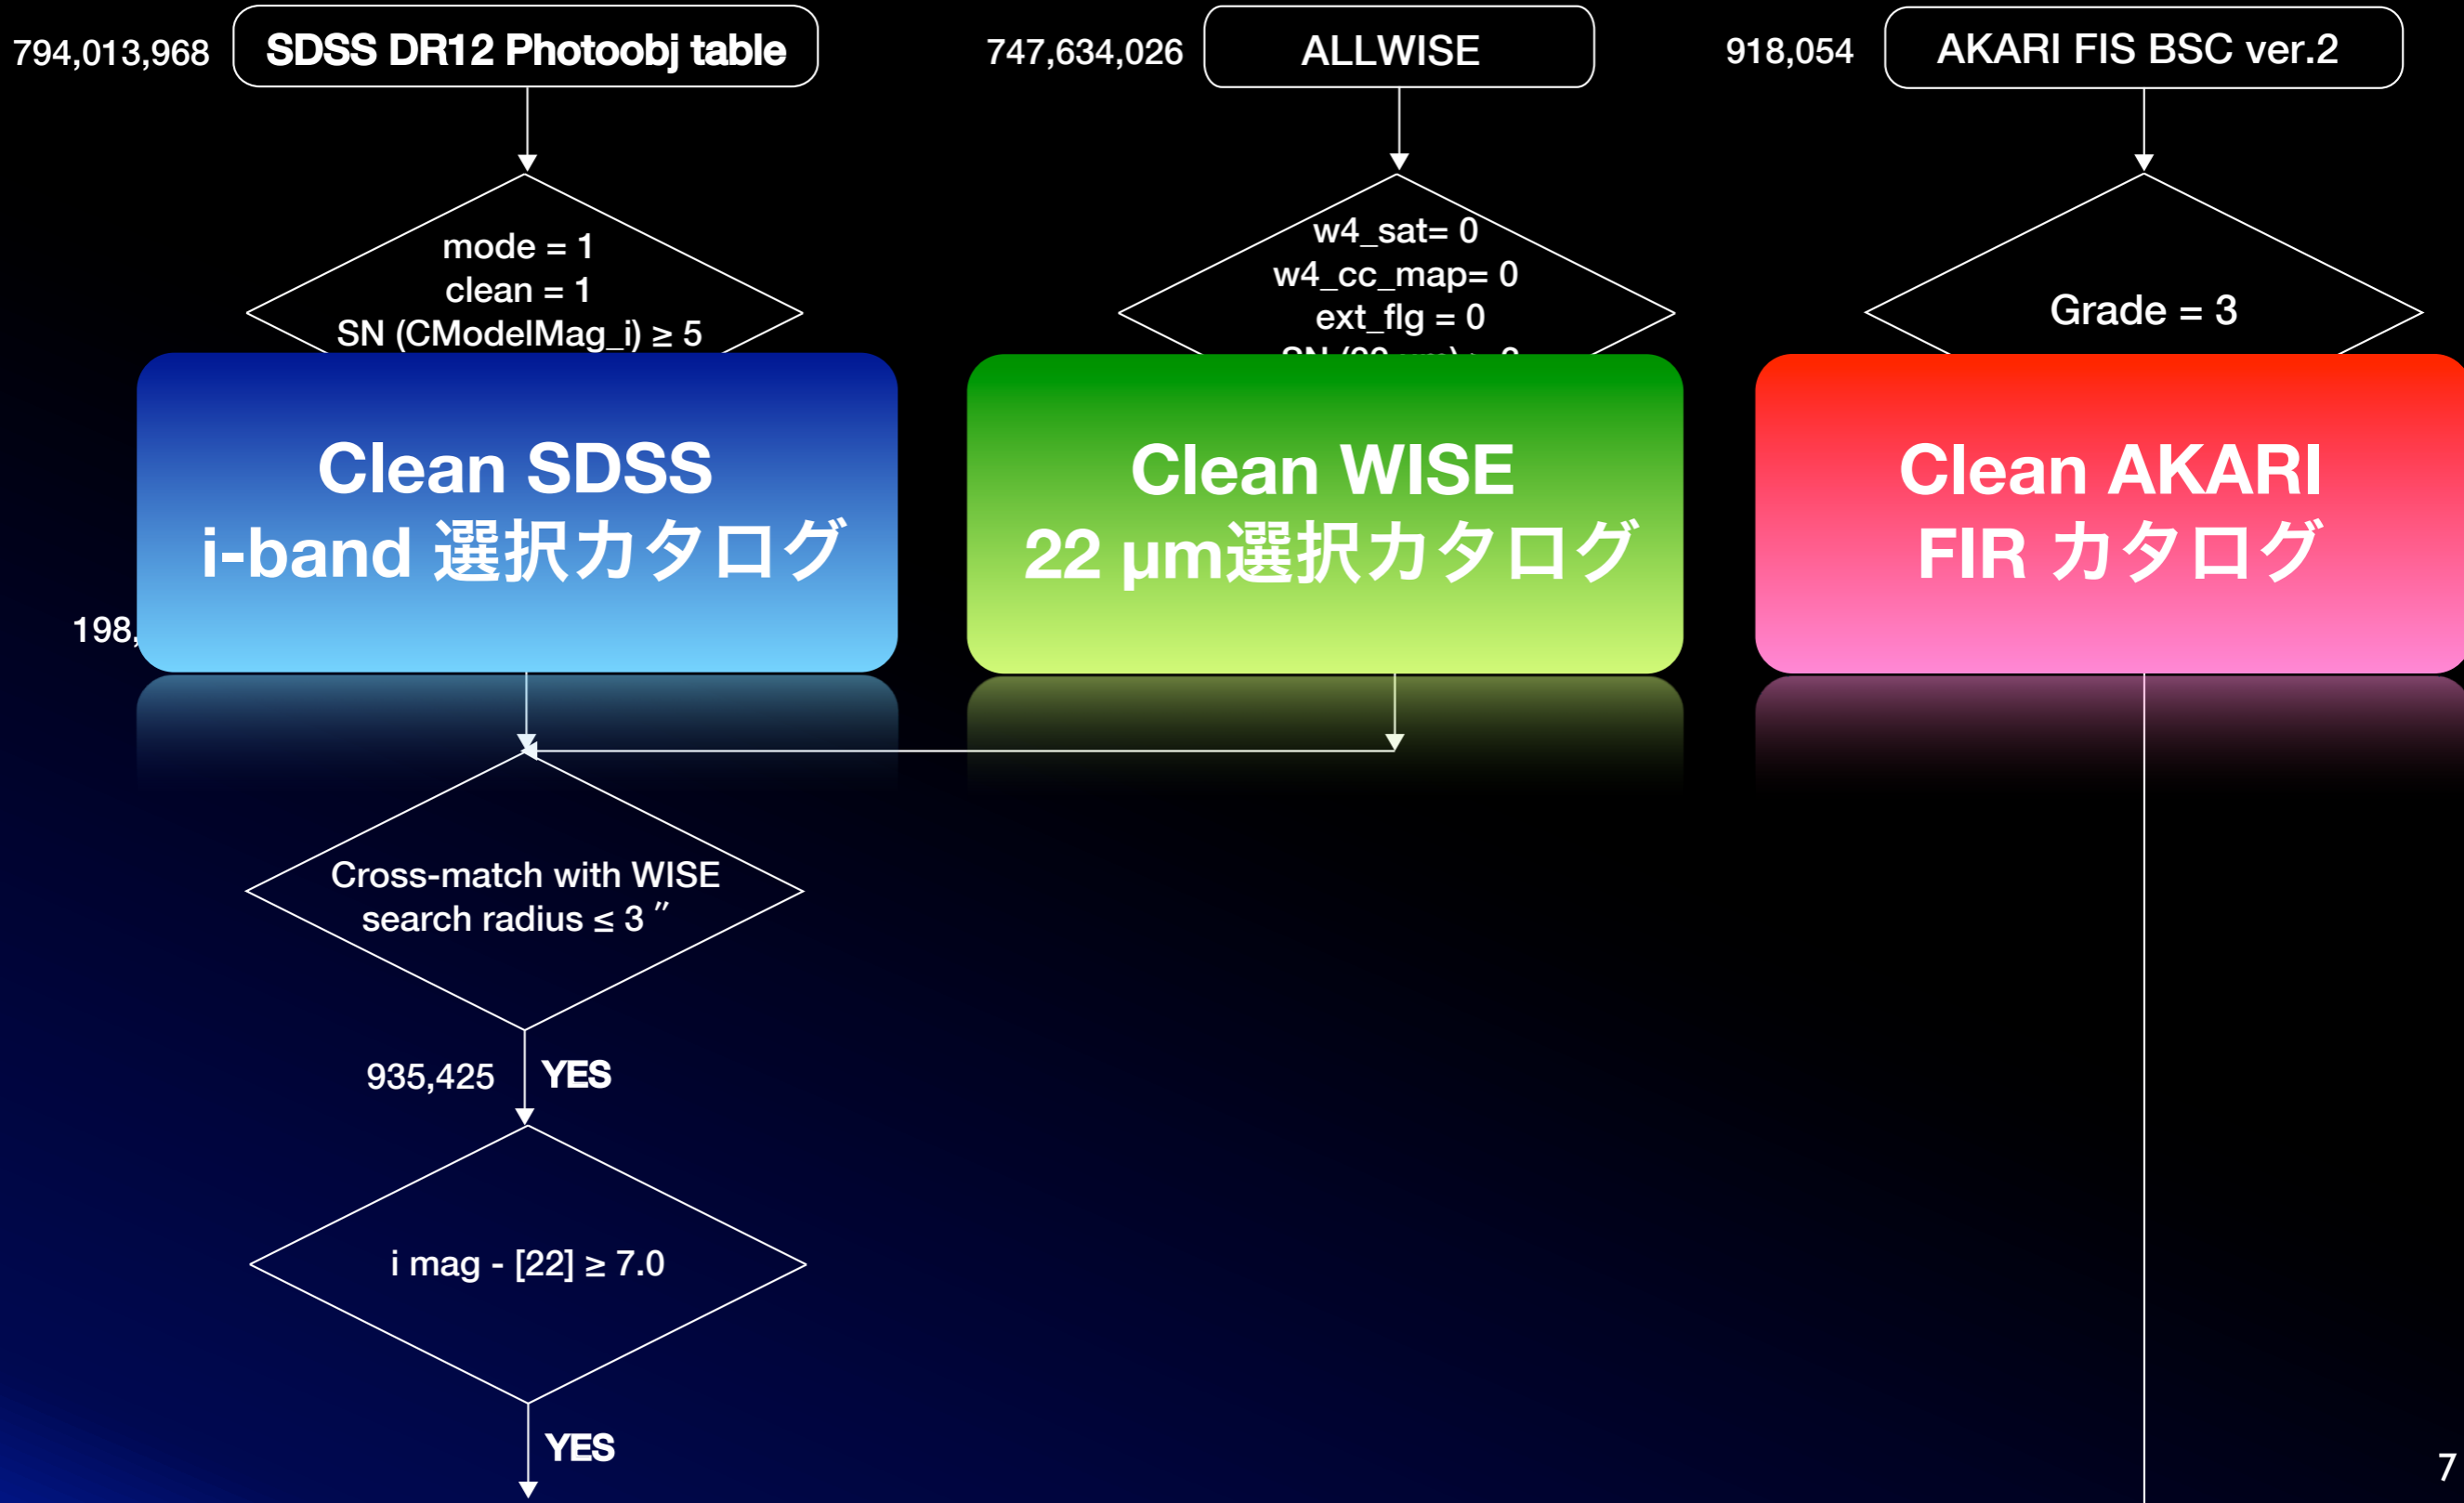 794,013,968
SDSS DR12 Photoobj table
747,634,026
ALLWISE
918,054
AKARI FIS BSC ver.2
mode = 1
clean = 1
SN (CModelMag_i) ≥ 5
w4_sat= 0
w4_cc_map= 0
ext_flg = 0
Grade = 3
Clean SDSS
i-band 選択カタログ
Clean WISE
22 μm選択カタログ
Clean AKARI
FIR カタログ
198,
Cross-match with WISE
search radius ≤ 3 ″
935,425
YES
i mag - [22] ≥ 7.0
YES
7